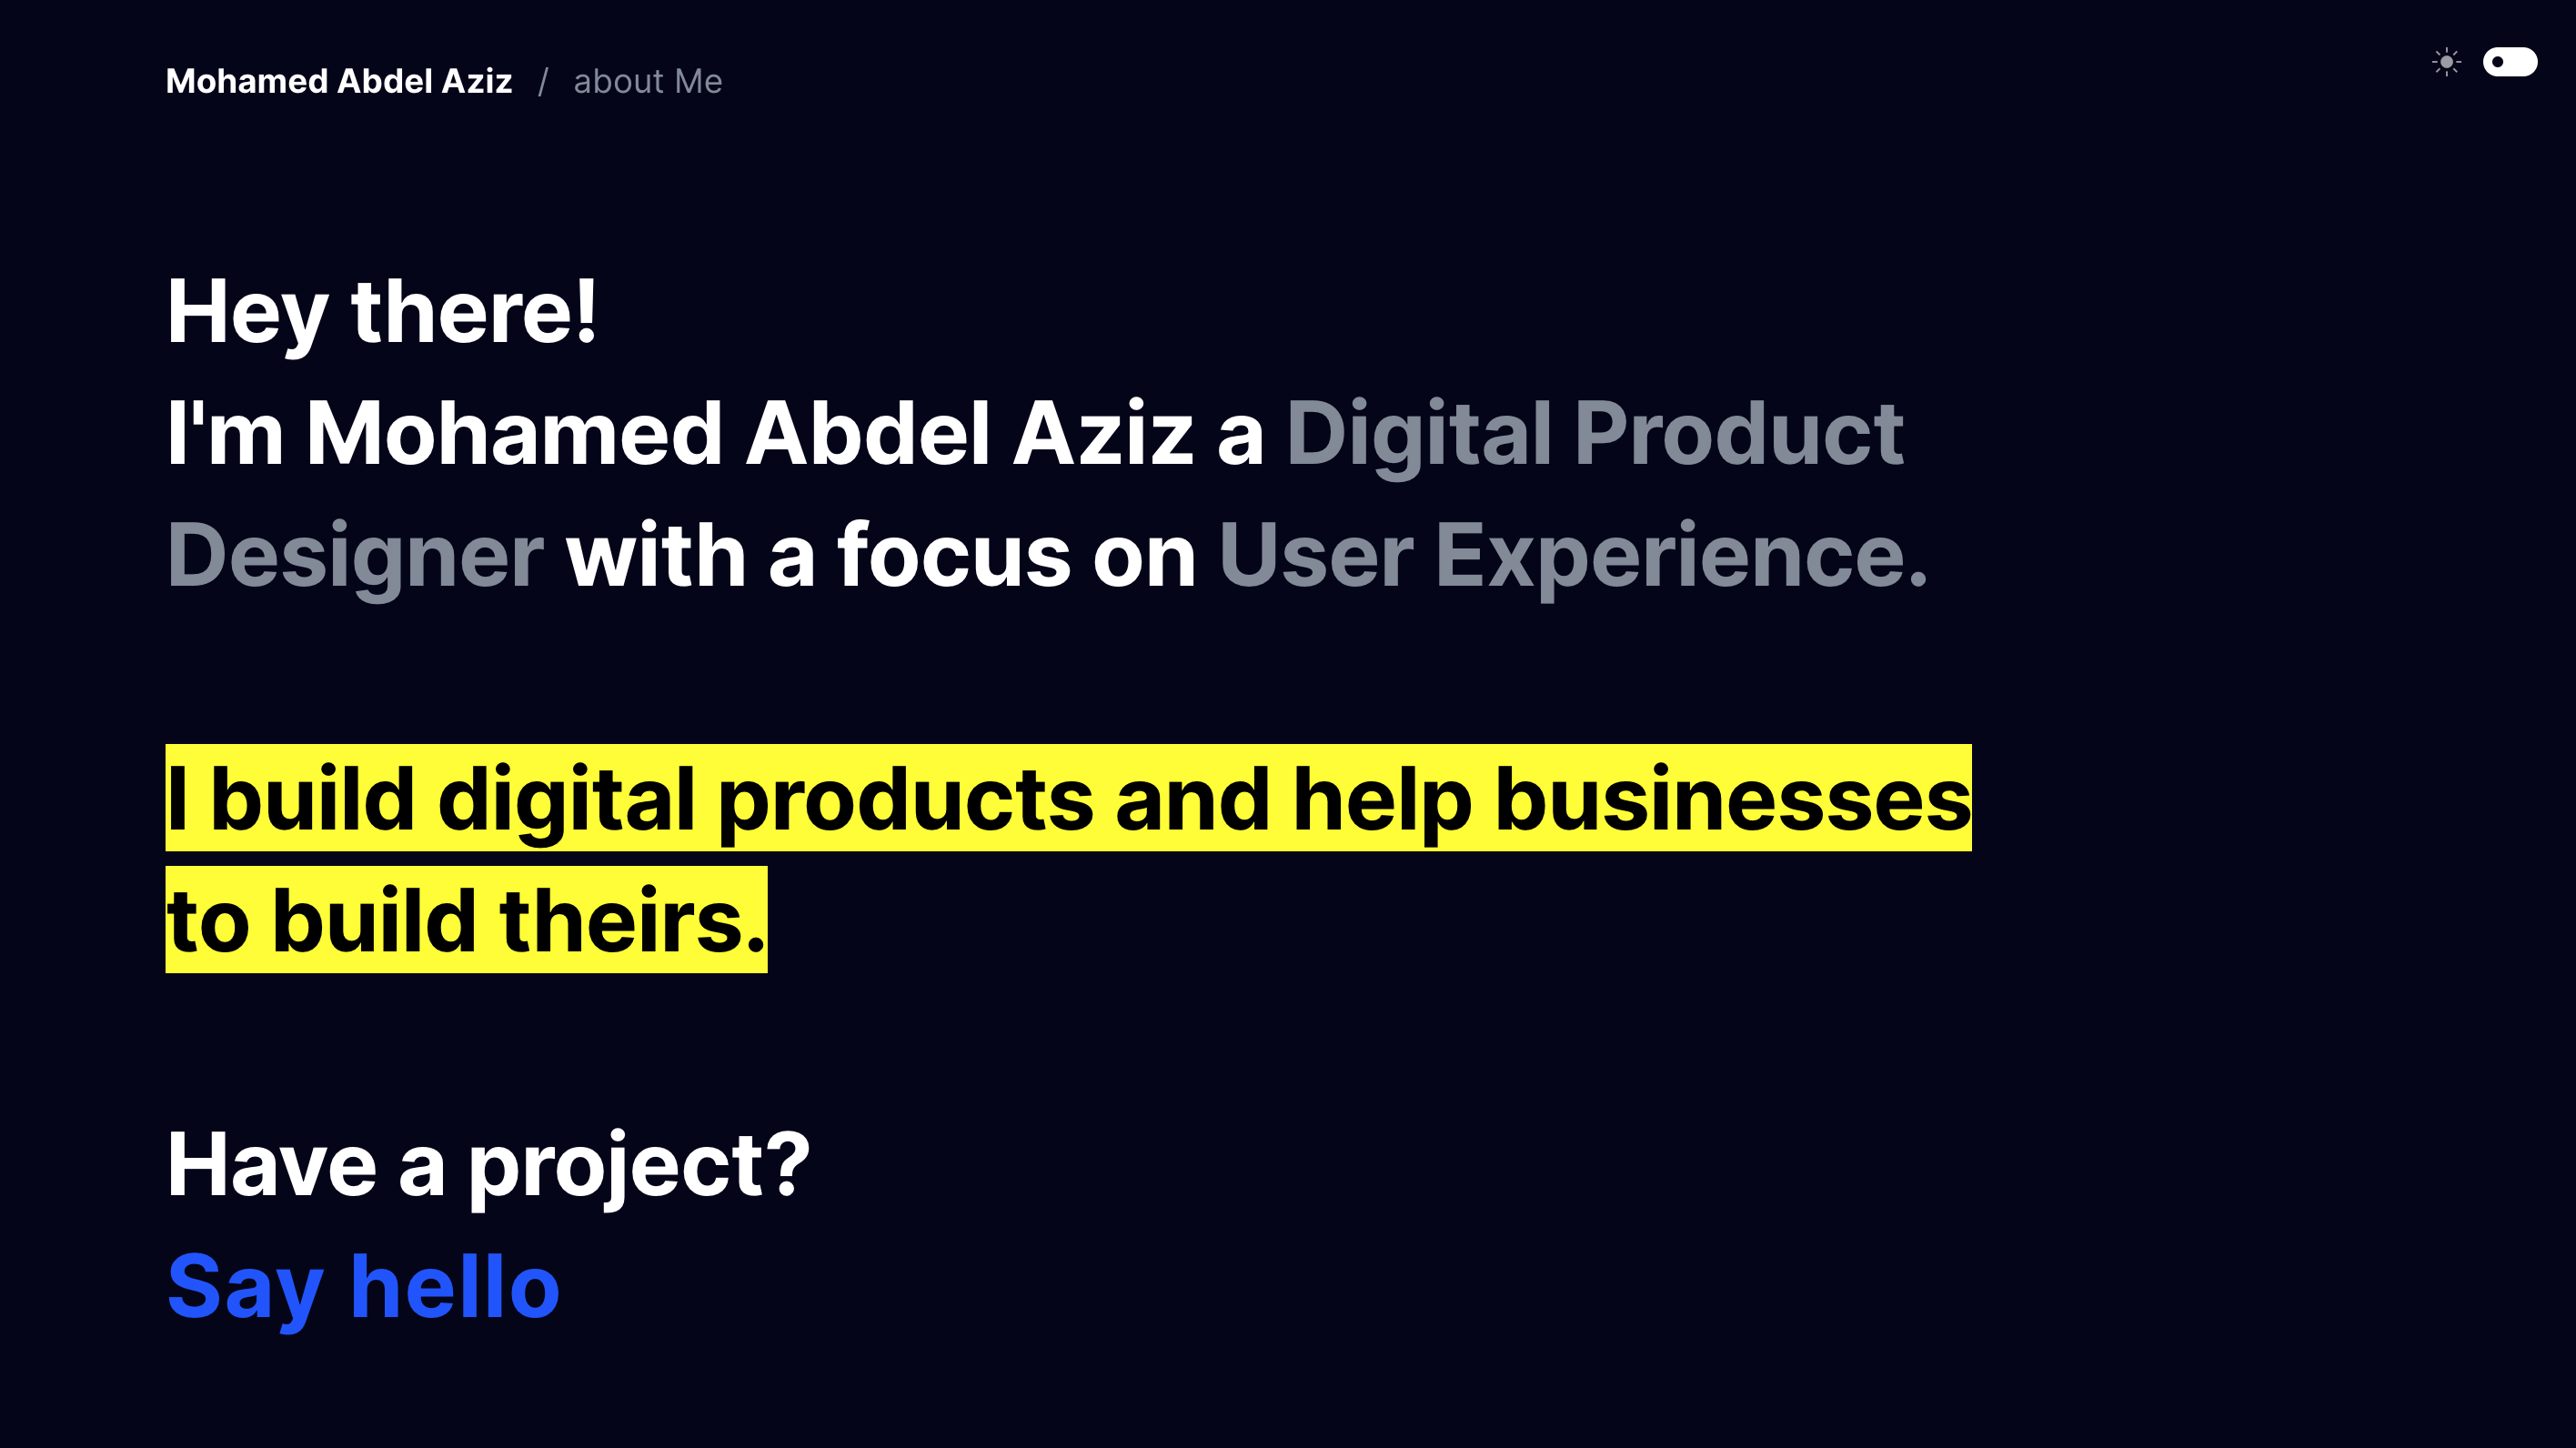 Mohamed Abdel Aziz / about Me
Hey there!
I'm Mohamed Abdel Aziz a Digital Product
Designer with a focus on User Experience.
I build digital products and help businesses
to build theirs.
Have a project?
Say hello